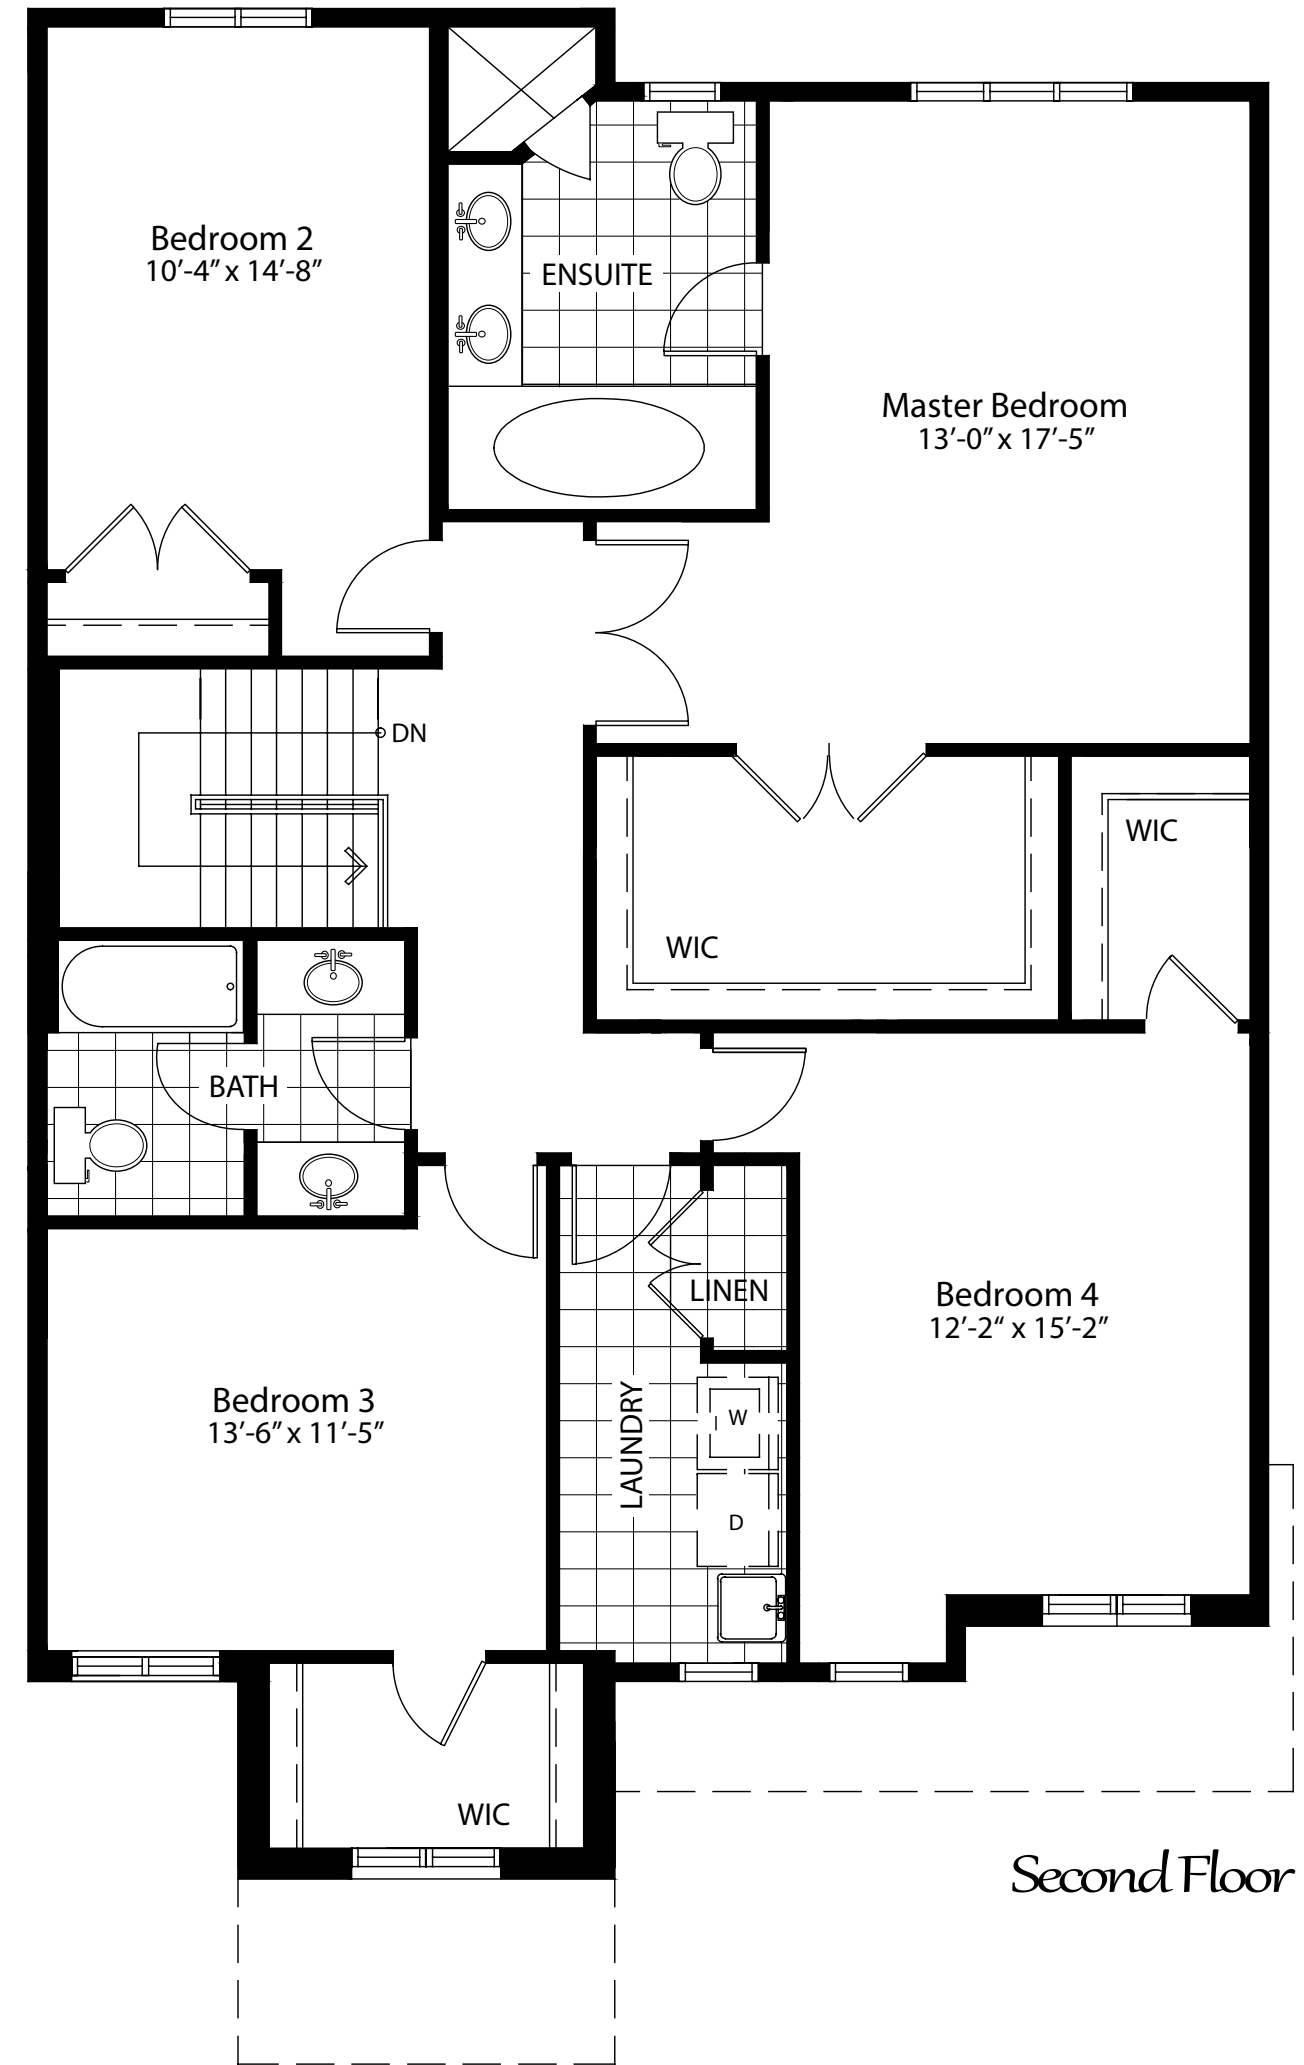 Bedroom 2
10’-4” x 14’-8”
ENSUITE
Master Bedroom
13’-0” x 17’-5”
DN
WIC
WIC
BATH
LINEN
Bedroom 4
12’-2“ x 15’-2”
Bedroom 3
13’-6” x 11’-5”
LAUNDRY
W
D
WIC
Second Floor